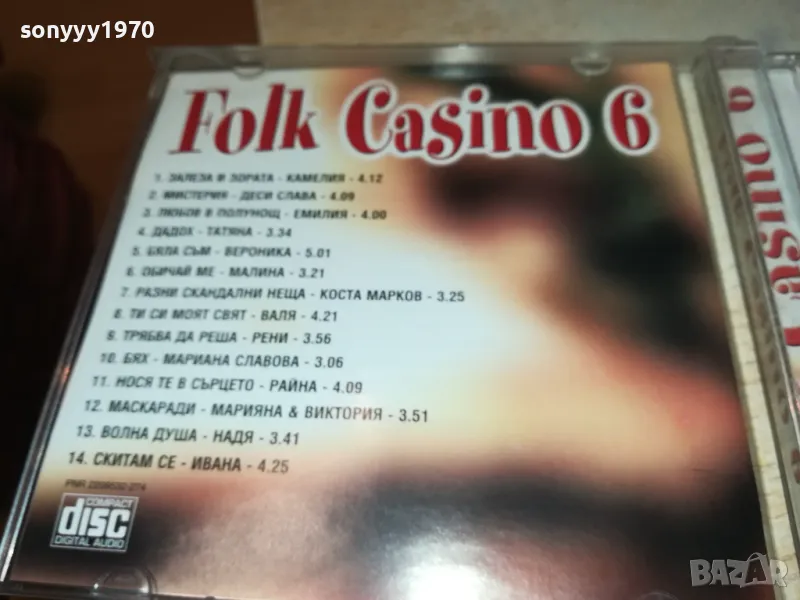 sonyyy1970
Folk Casino 6
1. ЗАЛЕЗА И ЗОРАТА - КАМЕЛИЯ - 4.12
2. МИСТЕРИЯ - ДЕСИ СЛАВА - 4.09
3. ЛЮБОВ В ПОЛУНОЩ - ЕМИЛИЯ - 4.00
4. ДАДОХ - ТАТЯНА - 3.34
5. БЯЛА СЪМ - ВЕРОНИКА - 5.01
6. ОБИЧАЙ МЕ - МАЛИНА - 3.21
7. РАЗНИ СКАНДАЛНИ НЕЩА - КОСТА МАРКОВ - 3.25
8. ТИ СИ МОЯТ СВЯТ - ВАЛЯ - 4.21
9. ТРЯБВА ДА РЕША - РЕНИ - 3.56
10. БЯХ - МАРИАНА СЛАВОВА - 3.06
11. НОСЯ ТЕ В СЪРЦЕТО - РАЙНА - 4.09
12. МАСКАРАДИ - МАРИЯНА & ВИКТОРИЯ - 3.51
13. ВОЛНА ДУША - НАДЯ - 3.41
14. СКИТАМ СЕ - ИВАНА - 4.25
COMPACT
disc
DIGITAL AUDIO
Casino 6
BAZAR